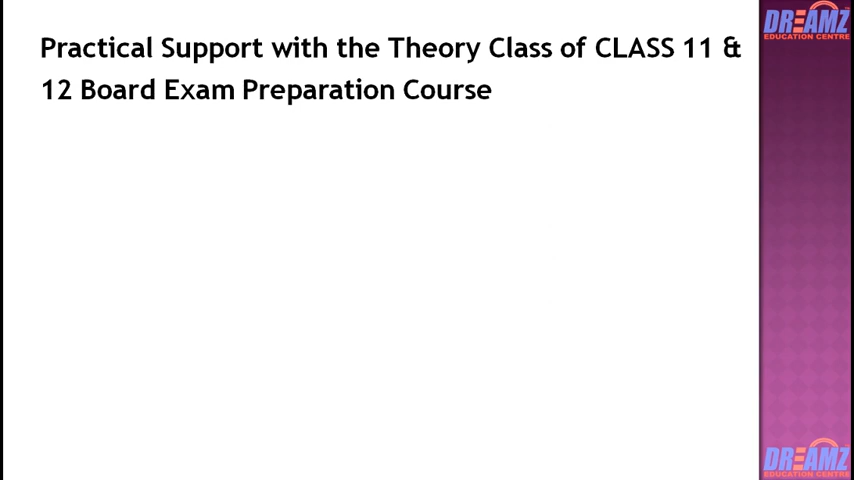 Practical Support with the Theory Class of CLASS 11 &
12 Board Exam Preparation Course
DREAMZ
EDUCATION CENTRE
DREAMZ
EDUCATION CENTRE